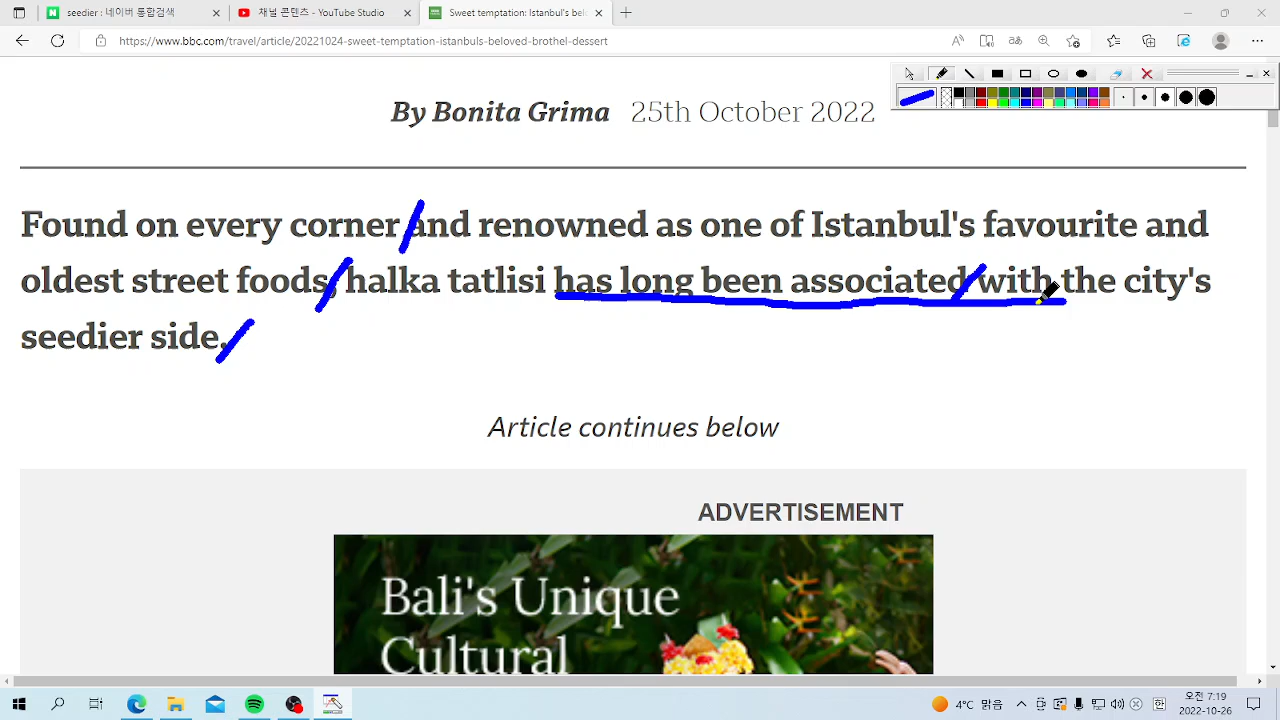 seedier : 네이버 통합검색
채널 콘텐츠 - YouTube Studio
Sweet temptation: Istanbul's bel
https://www.bbc.com/travel/article/20221024-sweet-temptation-istanbuls-beloved-brothel-dessert
By Bonita Grima 25th October 2022
Found on every corner and renowned as one of Istanbul's favourite and
oldest street foods, halka tatlisi has long been associated with the city's
seedier side.
Article continues below
ADVERTISEMENT
Bali's Unique
Cultural
4°C 맑음
오전 7:19
2022-10-26